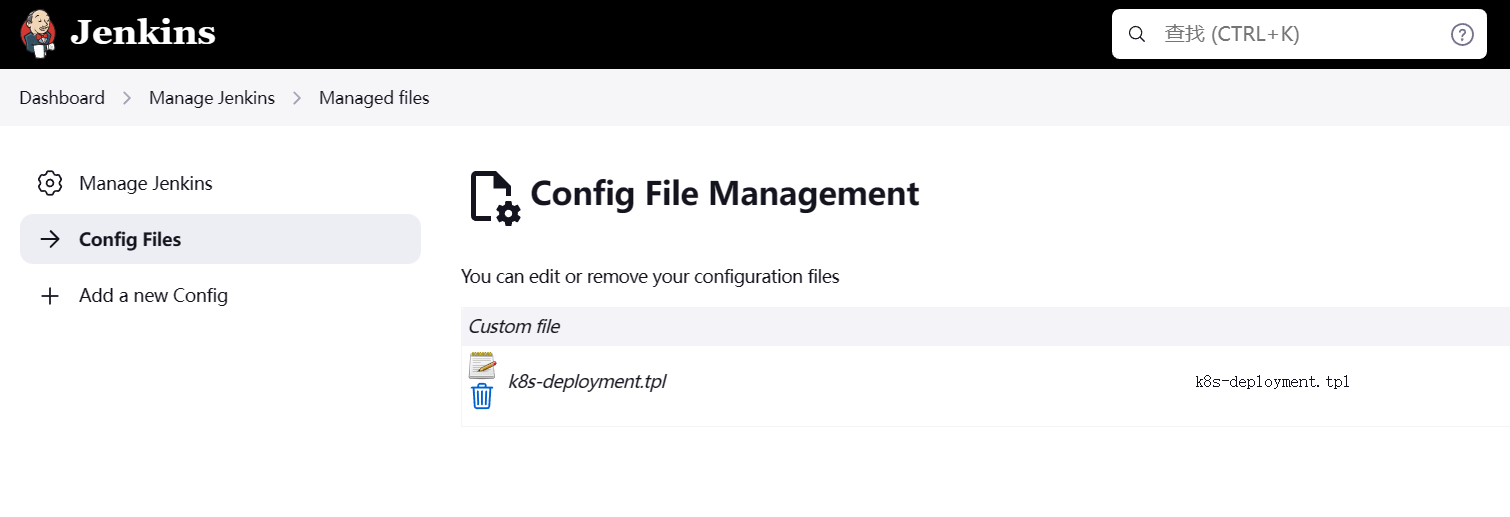 Jenkins
查找 (CTRL+K)
Dashboard > Manage Jenkins > Managed files
Manage Jenkins
Config Files
Add a new Config
Config File Management
You can edit or remove your configuration files
Custom file
k8s-deployment.tpl k8s-deployment.tpl